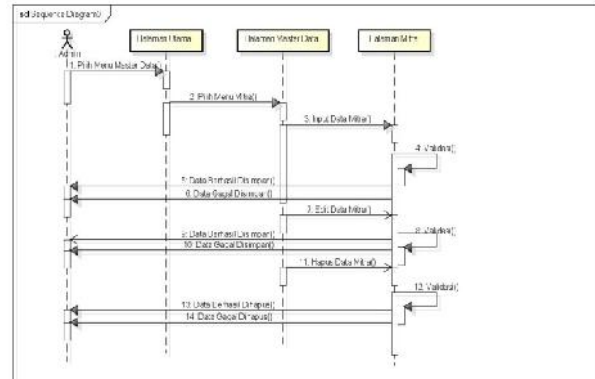 sd Sequence Diagram0
Halaman Utama
Halaman Master Data
Halaman Mitra
Admin
1: Pilih Menu Master Data()
2: Pilih Menu Mitra()
3: Input Data Mitra()
4: Validasi()
5: Data Berhasil Disimpan()
6: Data Gagal Disimpan()
7: Edit Data Mitra()
8: Validasi()
9: Data Berhasil Disimpan()
10: Data Gagal Disimpan()
11: Hapus Data Mitra()
12: Validasi()
13: Data Berhasil Dihapus()
14: Data Gagal Dihapus()